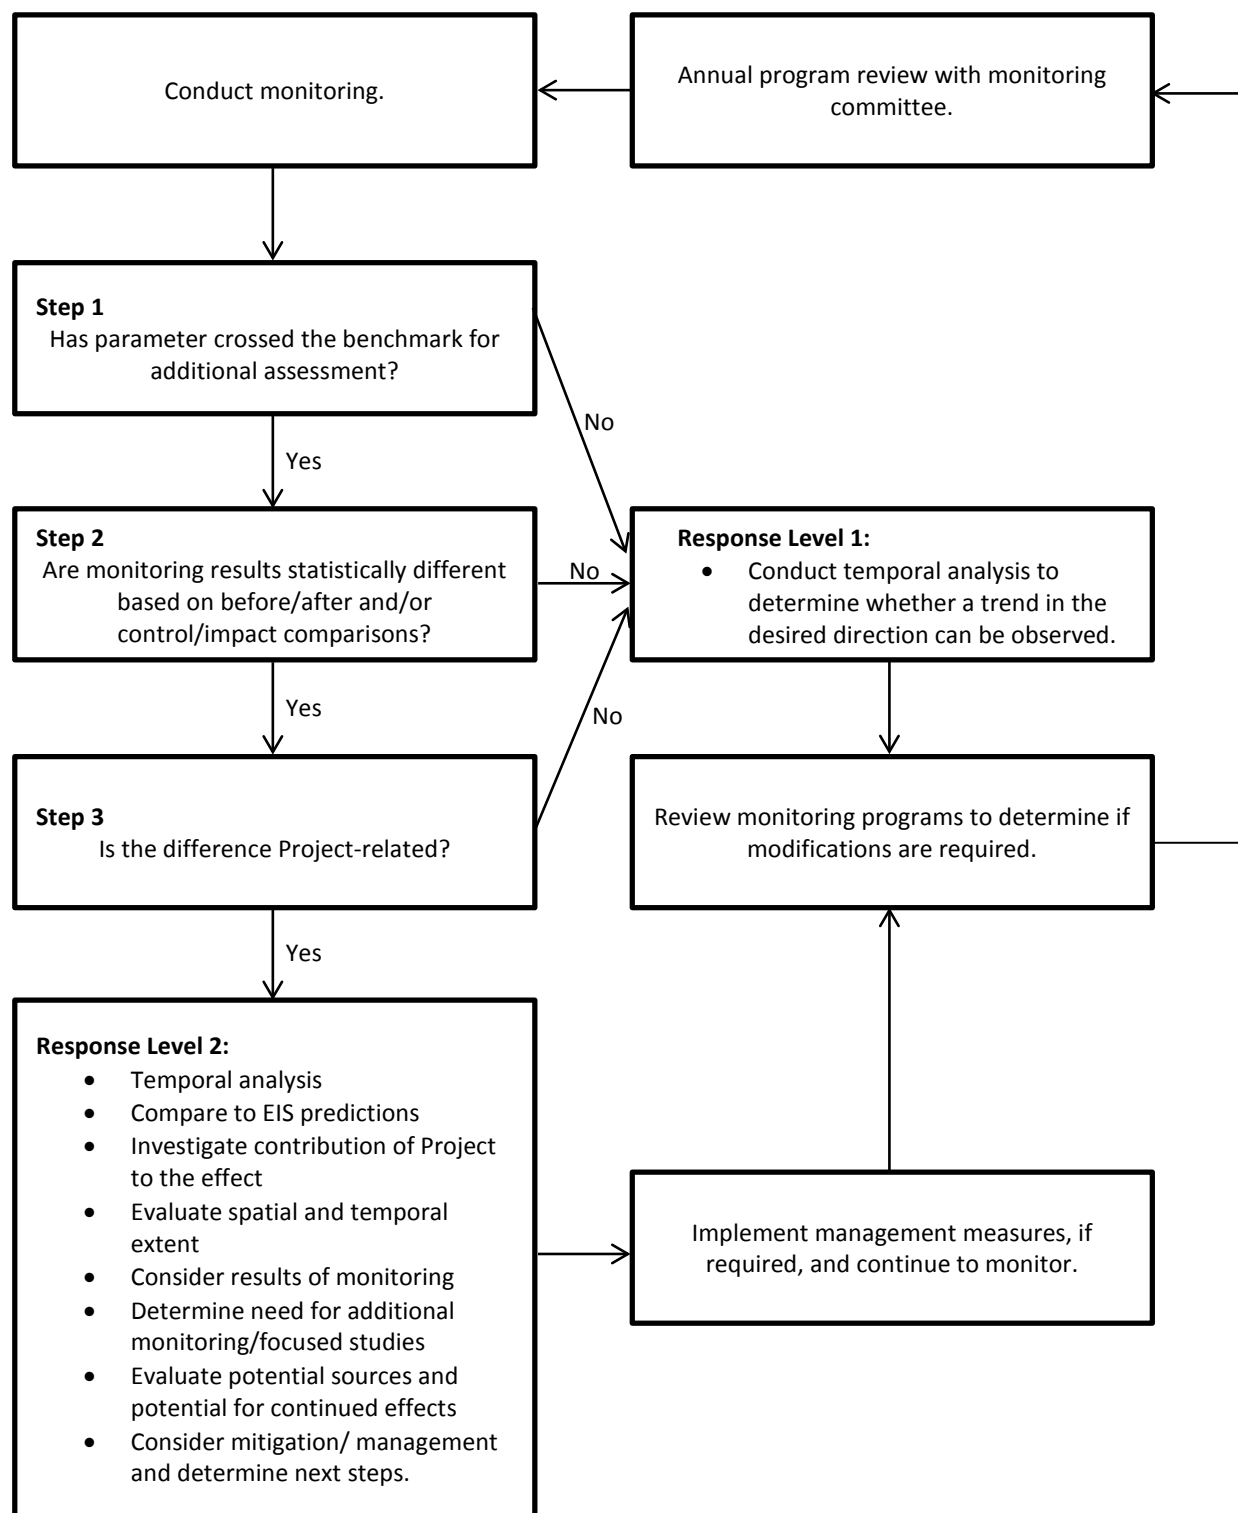 Conduct monitoring.
Annual program review with monitoring
committee.
Step 1
Has parameter crossed the benchmark for
additional assessment?
No
Yes
Step 2
Are monitoring results statistically different
based on before/after and/or
control/impact comparisons?
No
Response Level 1:
• Conduct temporal analysis to
determine whether a trend in the
desired direction can be observed.
Yes
No
Step 3
Is the difference Project-related?
Review monitoring programs to determine if
modifications are required.
Yes
Response Level 2:
• Temporal analysis
• Compare to EIS predictions
• Investigate contribution of Project
to the effect
• Evaluate spatial and temporal
extent
• Consider results of monitoring
• Determine need for additional
monitoring/focused studies
• Evaluate potential sources and
potential for continued effects
• Consider mitigation/ management
and determine next steps.
Implement management measures, if
required, and continue to monitor.